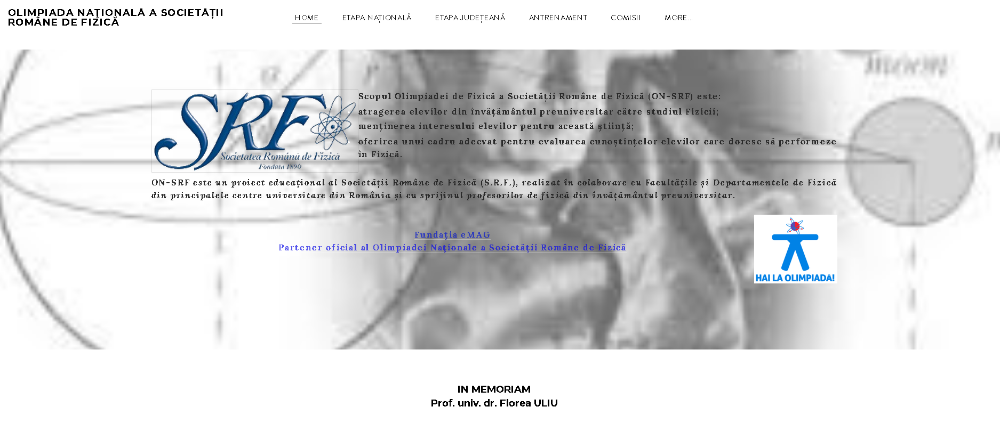 OLIMPIADA NAȚIONALĂ A SOCIETĂȚII
ROMÂNE DE FIZICĂ
HOME
ETAPA NAȚIONALĂ
ETAPA JUDEȚEANĂ
ANTRENAMENT
COMISII
MORE...
SRF
Societatea Română de Fizică
Fondata 1890
Scopul Olimpiadei de Fizică a Societății Române de Fizică (ON-SRF) este:
atragerea elevilor din învățământul preuniversitar către studiul Fizicii;
menținerea interesului elevilor pentru această știință;
oferirea unui cadru adecvat pentru evaluarea cunoștințelor elevilor care doresc să performeze
în Fizică.
ON-SRF este un proiect educațional al Societății Române de Fizică (S.R.F.), realizat în colaborare cu Facultățile și Departamentele de Fizică
din principalele centre universitare din România și cu sprijinul profesorilor de fizică din învățământul preuniversitar.
Fundația eMAG
Partener oficial al Olimpiadei Naționale a Societății Române de Fizică
HAI LA OLIMPIADĂ!
IN MEMORIAM
Prof. univ. dr. Florea ULIU